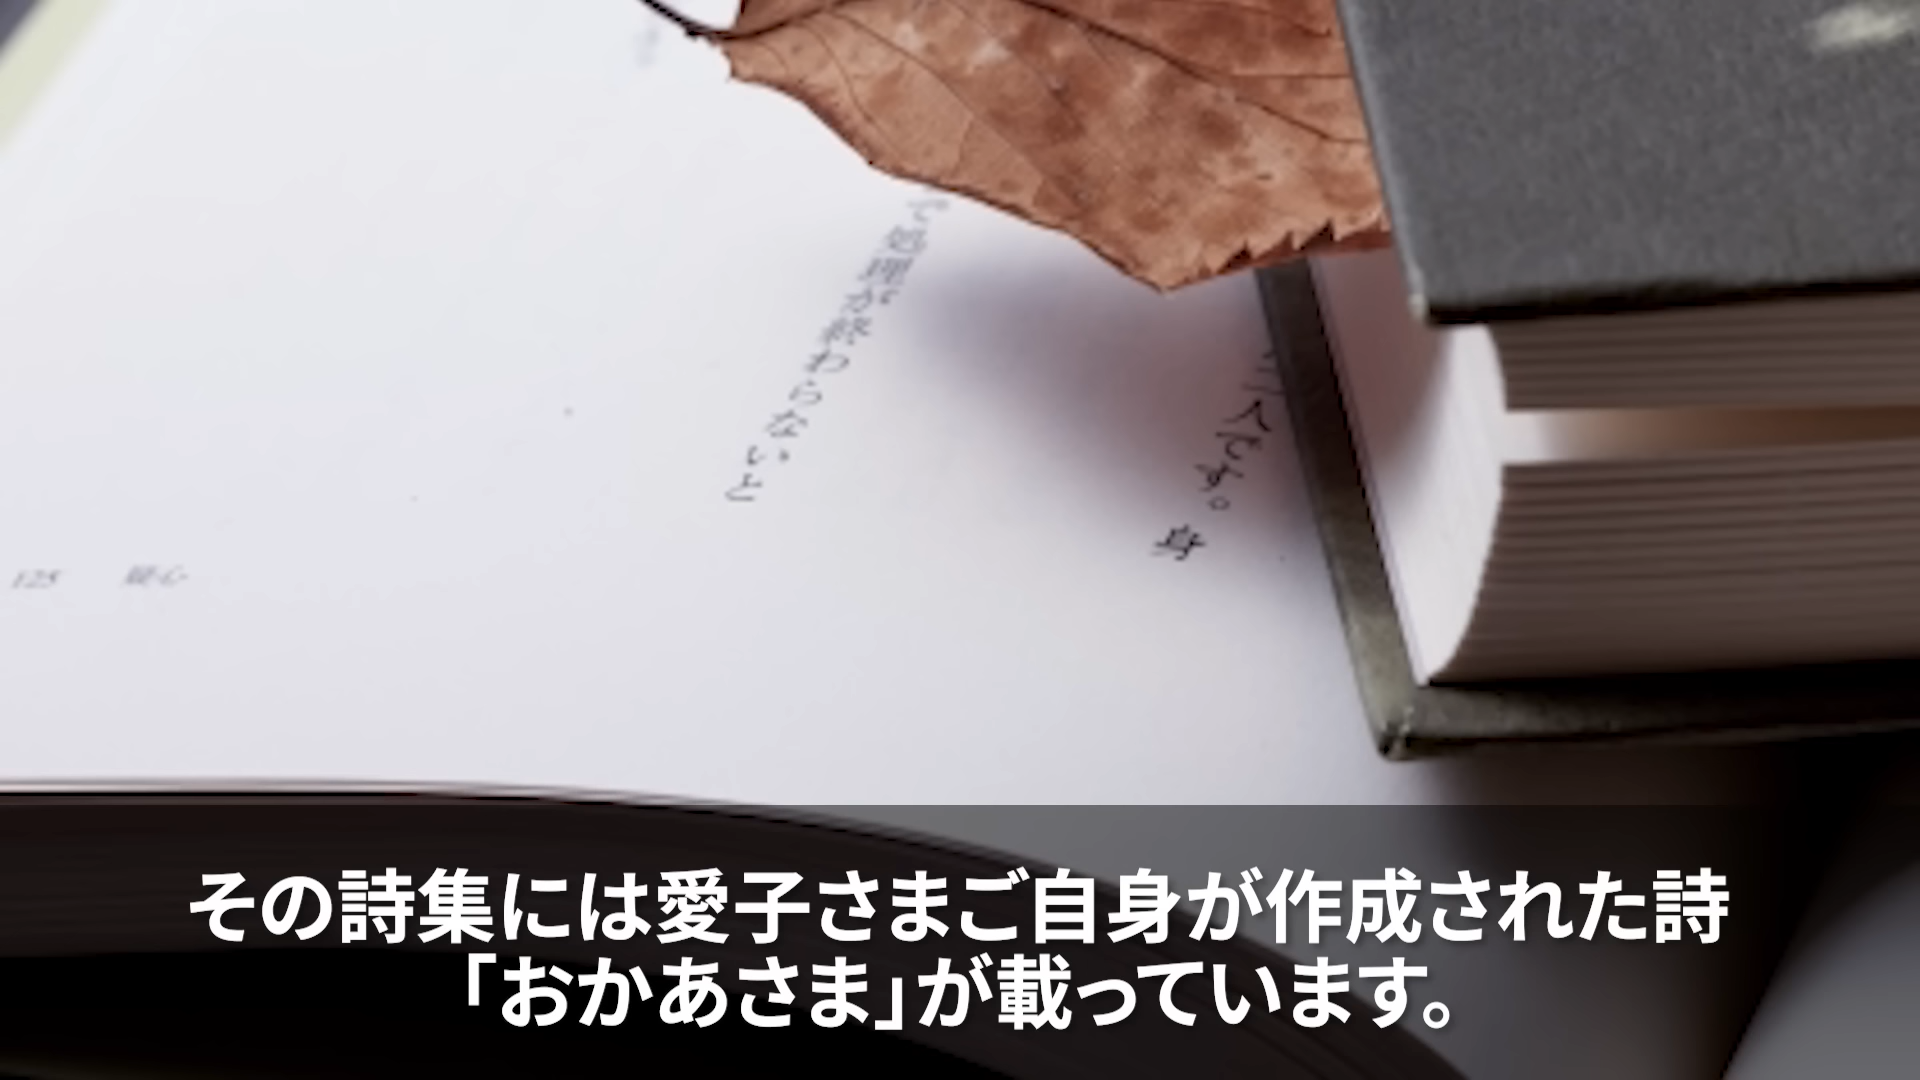 で処理が終わらないと
人です。身
125 疑心
その詩集には愛子さまご自身が作成された詩
「おかあさま」が載っています。